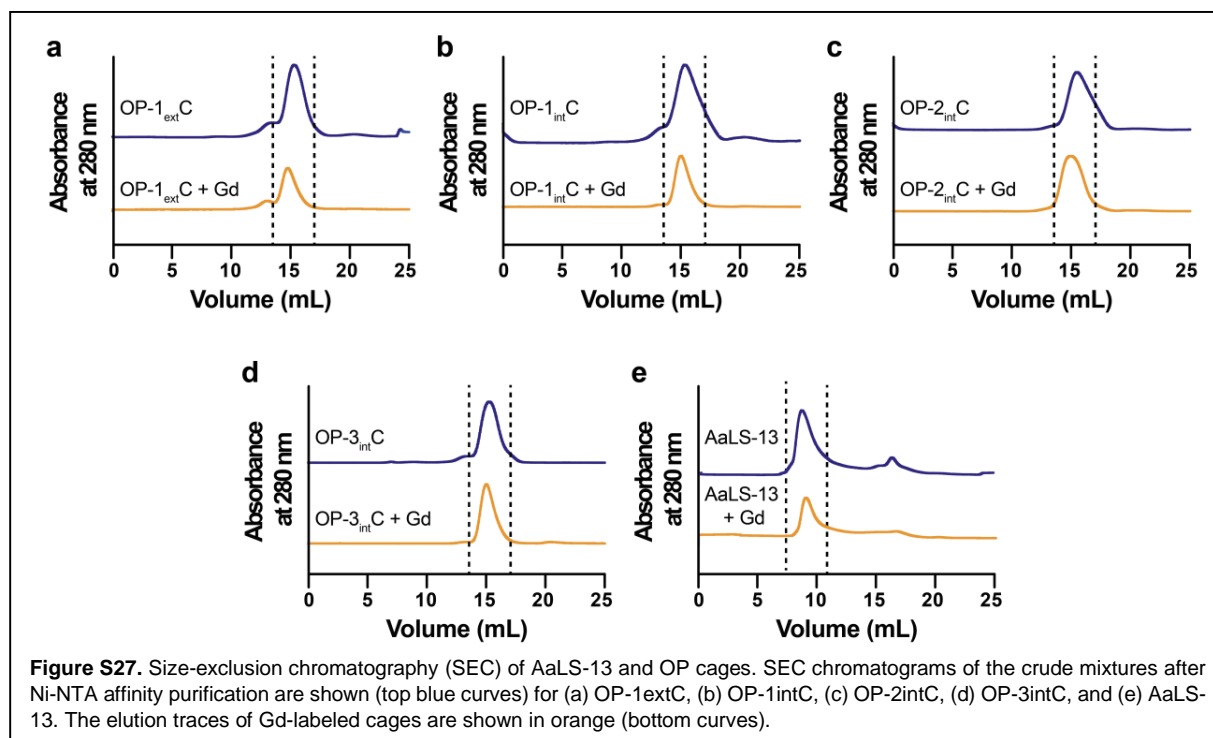 a
b
c
Absorbance
at 280 nm
OP-1extC
OP-1extC + Gd
0 5 10 15 20 25
Volume (mL)
Absorbance
at 280 nm
OP-1intC
OP-1intC + Gd
0 5 10 15 20 25
Volume (mL)
Absorbance
at 280 nm
OP-2intC
OP-2intC + Gd
0 5 10 15 20 25
Volume (mL)
d
e
Absorbance
at 280 nm
OP-3intC
OP-3intC + Gd
0 5 10 15 20 25
Volume (mL)
Absorbance
at 280 nm
AaLS-13
AaLS-13
+ Gd
0 5 10 15 20 25
Volume (mL)
Figure S27. Size-exclusion chromatography (SEC) of AaLS-13 and OP cages. SEC chromatograms of the crude mixtures after
Ni-NTA affinity purification are shown (top blue curves) for (a) OP-1extC, (b) OP-1intC, (c) OP-2intC, (d) OP-3intC, and (e) AaLS-
13. The elution traces of Gd-labeled cages are shown in orange (bottom curves).